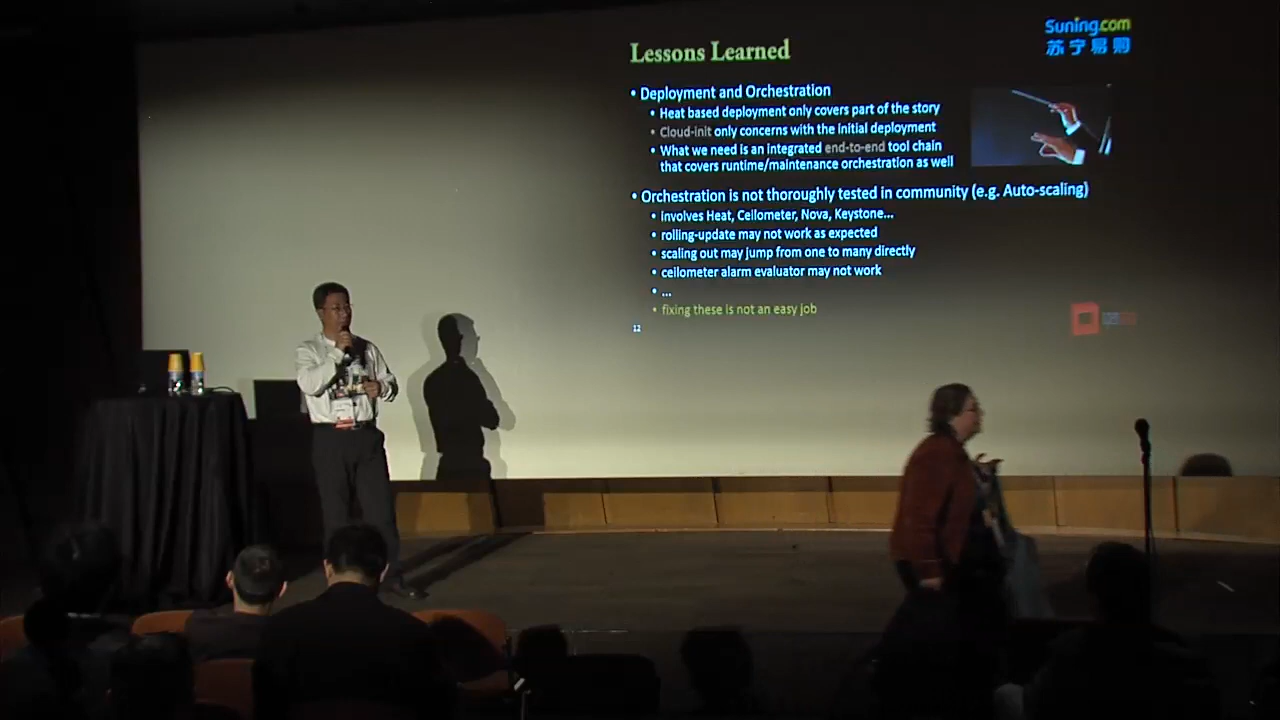 Suning.com
苏宁易购
Lessons Learned
• Deployment and Orchestration
• Heat based deployment only covers part of the story
• Cloud-init only concerns with the initial deployment
• What we need is an integrated end-to-end tool chain
that covers runtime/maintenance orchestration as well
• Orchestration is not thoroughly tested in community (e.g. Auto-scaling)
• involves Heat, Ceilometer, Nova, Keystone...
• rolling-update may not work as expected
• scaling out may jump from one to many directly
• ceilometer alarm evaluator may not work
• ...
• fixing these is not an easy job
12